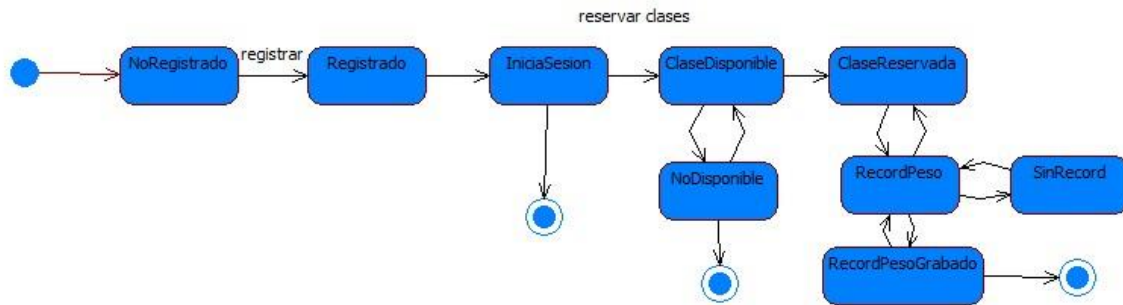 reservar clases
NoRegistrado
registrar
Registrado
IniciaSesion
ClaseDisponible
ClaseReservada
NoDisponible
RecordPeso
SinRecord
RecordPesoGrabado